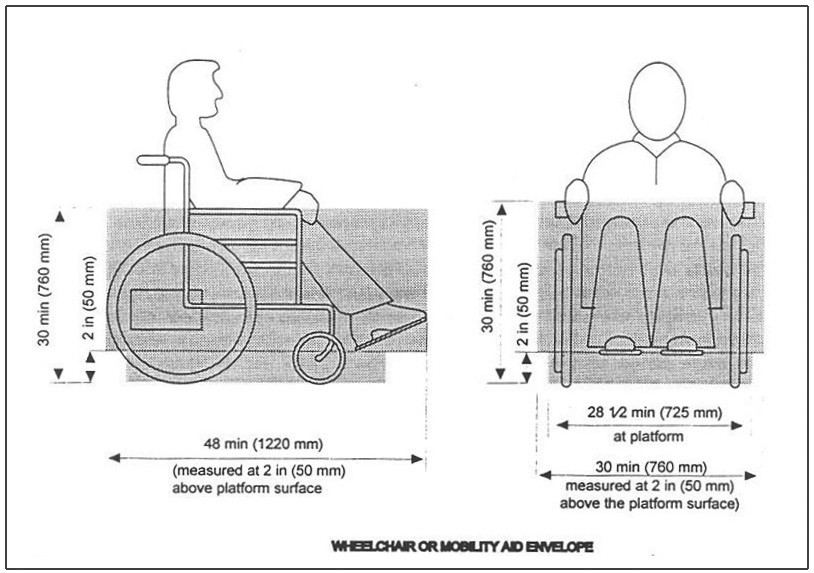 30 min (760 mm)
2 in (50 mm)
48 min (1220 mm)
(measured at 2 in (50 mm)
above platform surface
30 min (760 mm)
2 in (50 mm)
28 1/2 min (725 mm)
at platform
30 min (760 mm)
measured at 2 in (50 mm)
above the platform surface)
WHEELCHAIR OR MOBILITY AID ENVELOPE